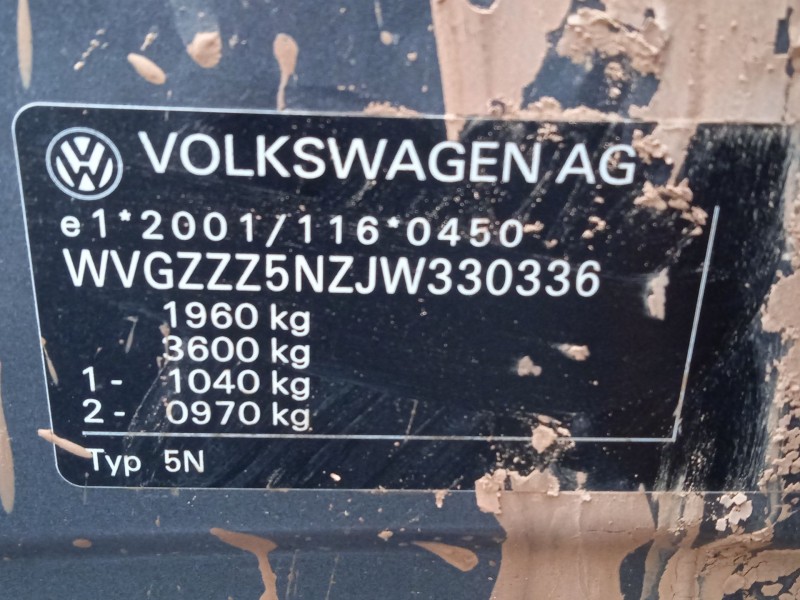 VOLKSWAGEN AG
e1*2001/116*0450
WVGZZZ5NZJW330336
1960 kg
3600 kg
1- 1040 kg
2- 0970 kg
Typ 5N